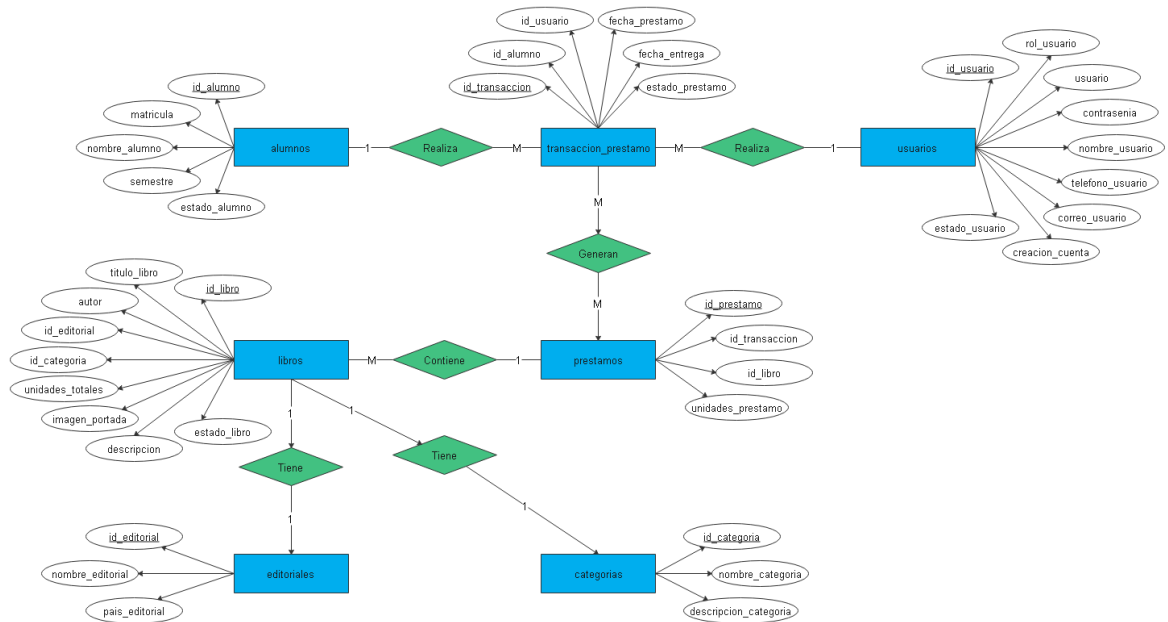 id_usuario
fecha_prestamo
id_alumno
fecha_entrega
id_transaccion
estado_prestamo
rol_usuario
id_usuario
usuario
contrasenia
nombre_usuario
telefono_usuario
correo_usuario
estado_usuario
creacion_cuenta
id_alumno
matricula
nombre_alumno
semestre
estado_alumno
alumnos
1
Realiza
M
transaccion_prestamo
M
Realiza
1
usuarios
M
Generan
M
titulo_libro
id_libro
autor
id_editorial
id_categoria
unidades_totales
imagen_portada
estado_libro
descripcion
libros
M
Contiene
1
prestamos
id_prestamo
id_transaccion
id_libro
unidades_prestamo
1
1
Tiene
Tiene
1
1
id_editorial
nombre_editorial
pais_editorial
editoriales
categorias
id_categoria
nombre_categoria
descripcion_categoria